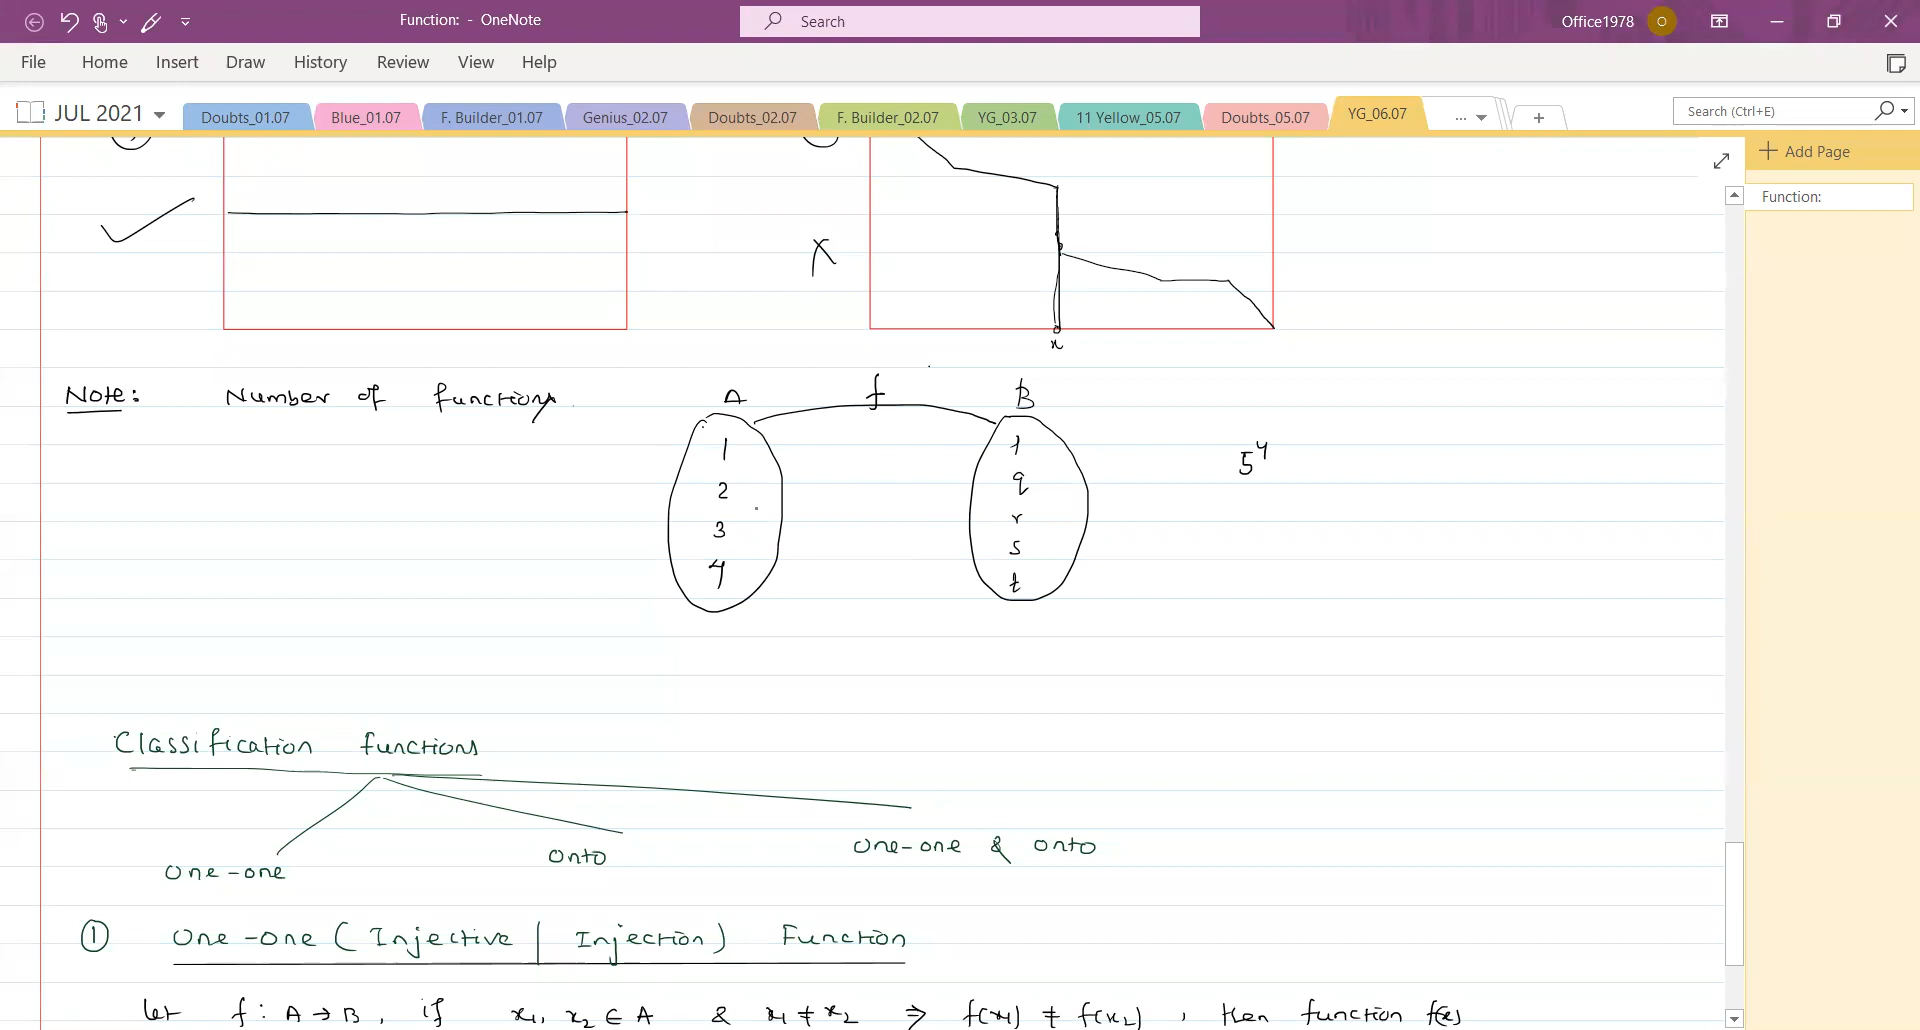 Function: - OneNote
Search
Office1978
O
File Home Insert Draw History Review View Help
JUL 2021
Doubts_01.07 Blue_01.07 F. Builder_01.07 Genius_02.07 Doubts_02.07 F. Builder_02.07 YG_03.07 11 Yellow_05.07 Doubts_05.07 YG_06.07 ... +
Search (Ctrl+E)
Add Page
Function:
x
Note: Number of functions
A f B
1
2
3
4
q
r
s
t
5⁴
Classification functions
One-one
Onto
One-one & Onto
① One-one (Injective | Injection) Function
let f : A → B, if x₁, x₂ ∈ A & x₁ ≠ x₂ ⇒ f(x₁) ≠ f(x₂), then function f(x)